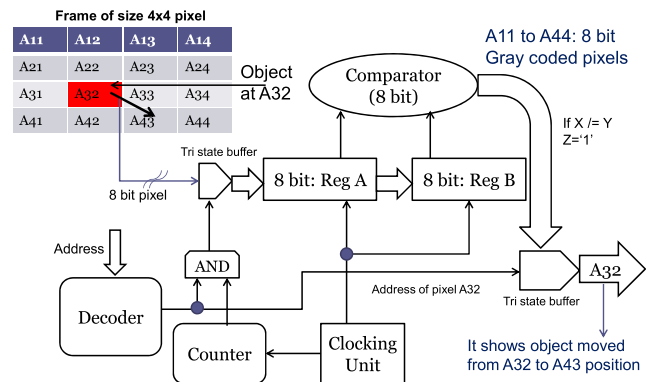 Frame of size 4x4 pixel
A11 A12 A13 A14
A21 A22 A23 A24
A31 A32 A33 A34
A41 A42 A43 A44
Object
at A32
Comparator
(8 bit)
A11 to A44: 8 bit
Gray coded pixels
If X /= Y
Z=‘1’
Tri state buffer
8 bit pixel
8 bit: Reg A
8 bit: Reg B
Address
AND
Decoder
Counter
Clocking
Unit
Address of pixel A32
Tri state buffer
A32
It shows object moved
from A32 to A43 position